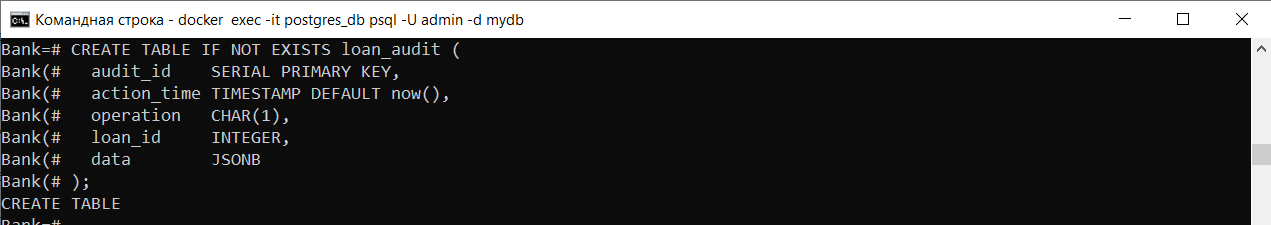 Командная строка - docker  exec -it postgres_db psql -U admin -d mydb
Bank=# CREATE TABLE IF NOT EXISTS loan_audit (
Bank(#   audit_id    SERIAL PRIMARY KEY,
Bank(#   action_time TIMESTAMP DEFAULT now(),
Bank(#   operation   CHAR(1),
Bank(#   loan_id     INTEGER,
Bank(#   data        JSONB
Bank(# );
CREATE TABLE
Bank=#